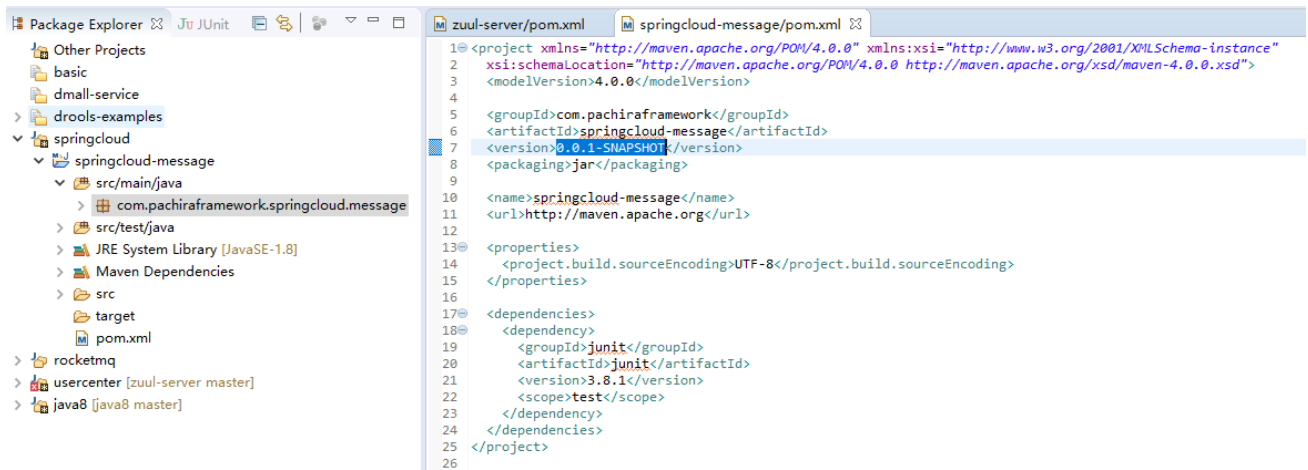 Package Explorer JUnit
Other Projects
basic
dmall-service
drools-examples
springcloud
springcloud-message
src/main/java
com.pachiraframework.springcloud.message
src/test/java
JRE System Library [JavaSE-1.8]
Maven Dependencies
src
target
pom.xml
rocketmq
usercenter [zuul-server master]
java8 [java8 master]
zuul-server/pom.xml springcloud-message/pom.xml
1 <project xmlns="http://maven.apache.org/POM/4.0.0" xmlns:xsi="http://www.w3.org/2001/XMLSchema-instance"
2 xsi:schemaLocation="http://maven.apache.org/POM/4.0.0 http://maven.apache.org/xsd/maven-4.0.0.xsd">
3 <modelVersion>4.0.0</modelVersion>
4
5 <groupId>com.pachiraframework</groupId>
6 <artifactId>springcloud-message</artifactId>
7 <version>0.0.1-SNAPSHOT</version>
8 <packaging>jar</packaging>
9
10 <name>springcloud-message</name>
11 <url>http://maven.apache.org</url>
12
13 <properties>
14 <project.build.sourceEncoding>UTF-8</project.build.sourceEncoding>
15 </properties>
16
17 <dependencies>
18 <dependency>
19 <groupId>junit</groupId>
20 <artifactId>junit</artifactId>
21 <version>3.8.1</version>
22 <scope>test</scope>
23 </dependency>
24 </dependencies>
25 </project>
26